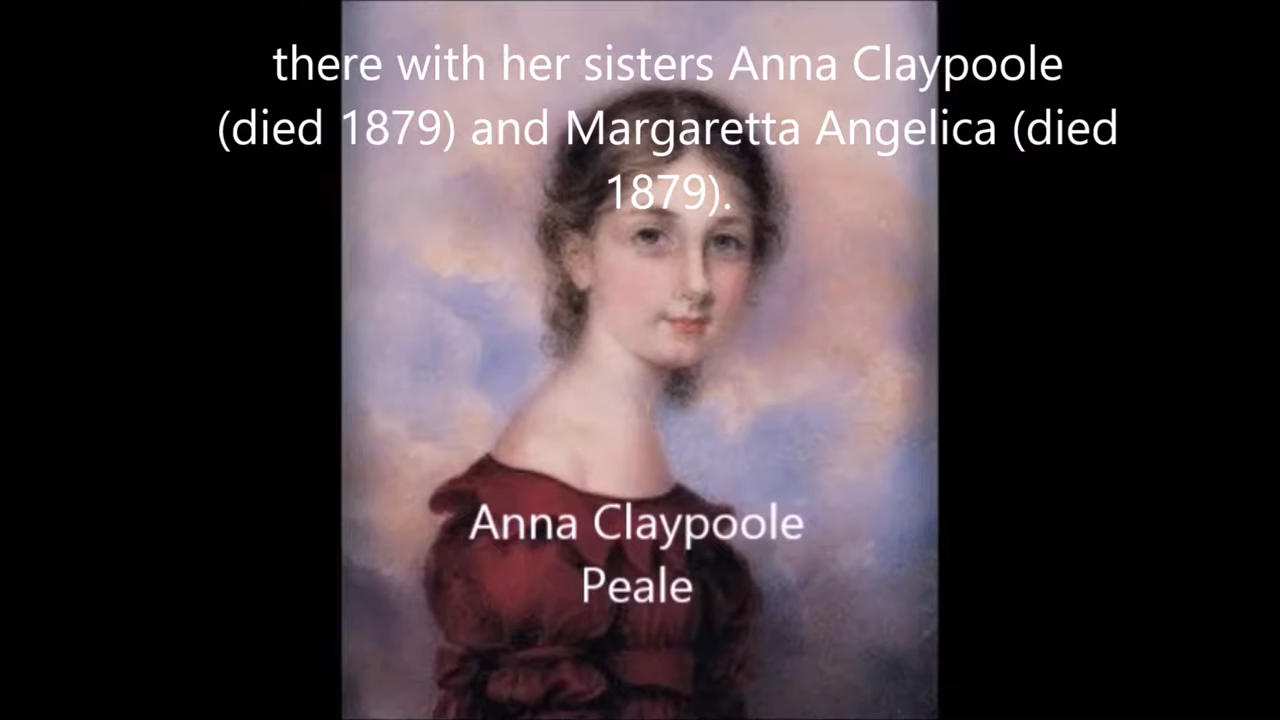 there with her sisters Anna Claypoole
(died 1879) and Margaretta Angelica (died
1879).
Anna Claypoole
Peale